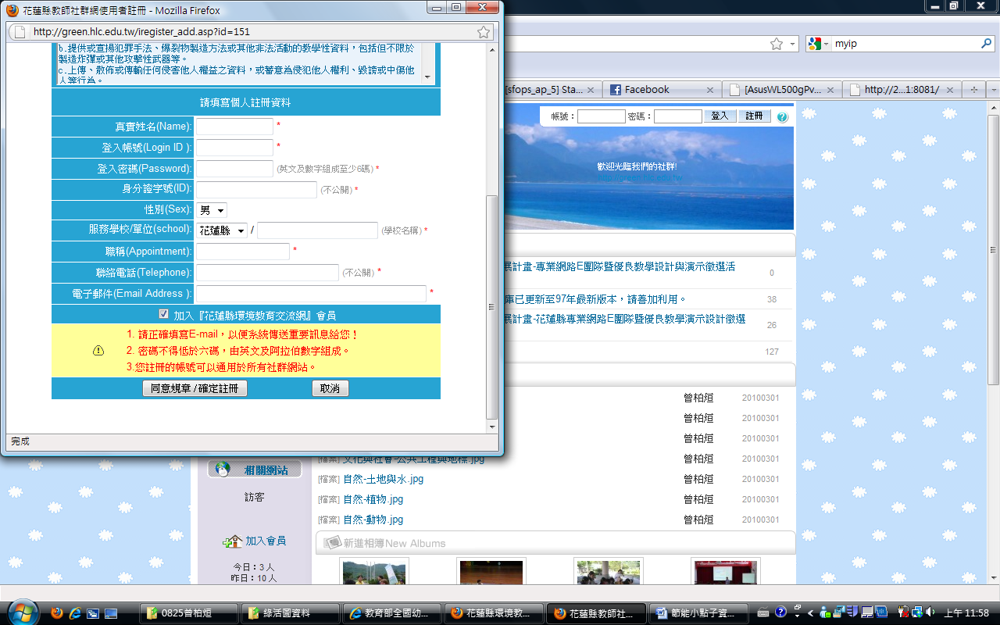 花蓮縣教師社群網使用者註冊 - Mozilla Firefox
http://green.hlc.edu.tw/iregister_add.asp?id=151
b.提供或宣揚犯罪手法、爆裂物製造方法或其他非法活動的教學性資料，包括但不限於
製造炸彈或其他攻擊性武器等。
c.上傳、散佈或傳輸任何侵害他人權益之資料，或蓄意為侵犯他人權利、毀謗或中傷他
人等行為。
請填寫個人註冊資料
真實姓名(Name): *
登入帳號(Login ID ): *
登入密碼(Password): (英文及數字組成至少6碼) *
身分證字號(ID): (不公開) *
性別(Sex): 男
服務學校/單位(school): 花蓮縣 / (學校名稱) *
職稱(Appointment): *
聯絡電話(Telephone): (不公開) *
電子郵件(Email Address ): *
加入『花蓮縣環境教育交流網』會員
1. 請正確填寫E-mail，以便系統傳送重要訊息給您！
2. 密碼不得低於六碼，由英文及阿拉伯數字組成。
3.您註冊的帳號可以通用於所有社群網站。
同意規章 / 確定註冊 取消
完成
myip
[sfops_ap_5] Sta... Facebook [AsusWL500gPv... http://2...1:8081/
帳號： 密碼： 登入 註冊
歡迎光臨我們的社群!
http://green.hlc.edu.tw
展計畫-專業網路E團隊暨優良教學設計與演示徵選活 0
庫已更新至97年最新版本，請善加利用。 38
展計畫-花蓮縣專業網路E團隊暨優良教學演示設計徵選 26
127
曾柏烜 20100301
曾柏烜 20100301
曾柏烜 20100301
[檔案] 文化與社會-公共工程與地標.jpg 曾柏烜 20100301
[檔案] 自然-土地與水.jpg 曾柏烜 20100301
[檔案] 自然-植物.jpg 曾柏烜 20100301
[檔案] 自然-動物.jpg 曾柏烜 20100301
新進相簿New Albums
相關網站
訪客
加入會員
今日：3 人
昨日：10 人
0825曾柏烜 綠活圖資料 教育部全國幼... 花蓮縣環境教... 花蓮縣教師社... 節能小點子資... 上午 11:58